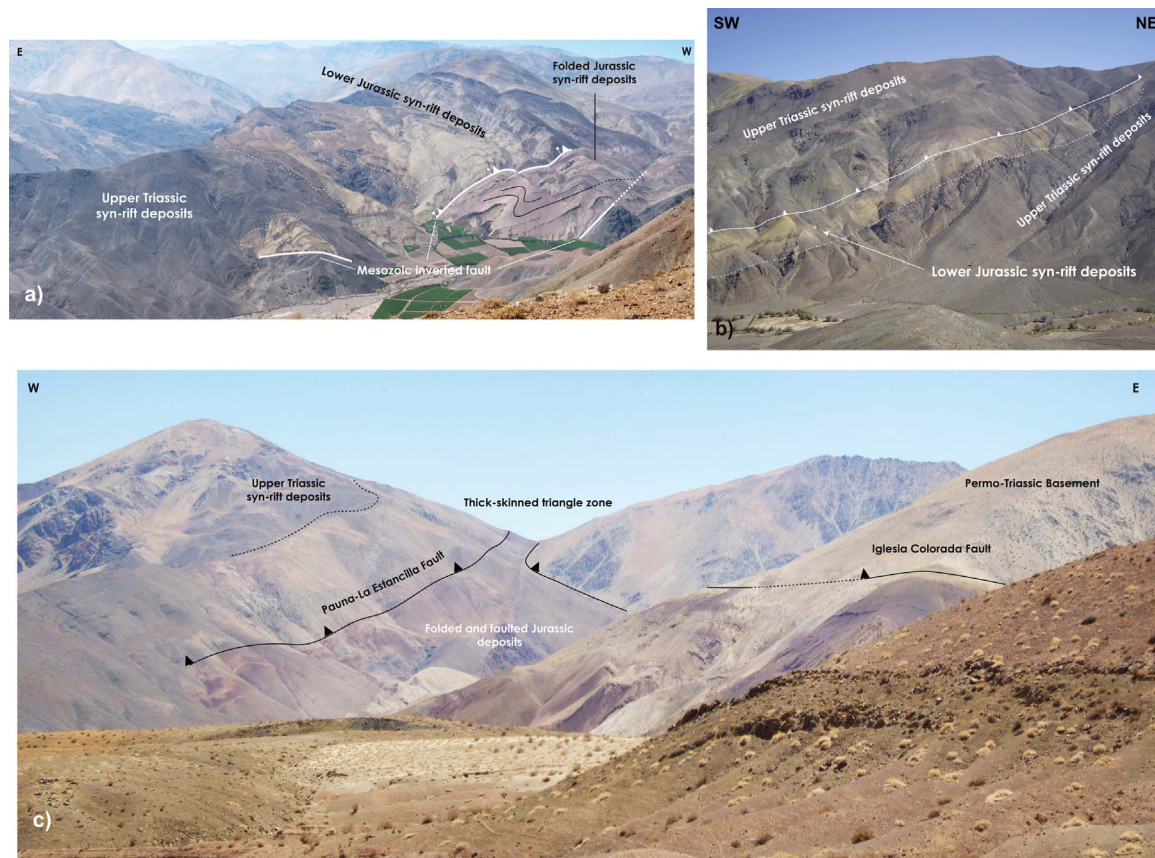 E
W
Lower Jurassic syn-rift deposits
Folded Jurassic
syn-rift deposits
Upper Triassic
syn-rift deposits
Mesozoic inverted fault
a)
SW
NE
Upper Triassic syn-rift deposits
Upper Triassic syn-rift deposits
Lower Jurassic syn-rift deposits
b)
W
E
Upper Triassic
syn-rift deposits
Thick-skinned triangle zone
Permo-Triassic Basement
Iglesia Colorada Fault
Pauna-La Estancilla Fault
Folded and faulted Jurassic
deposits
c)